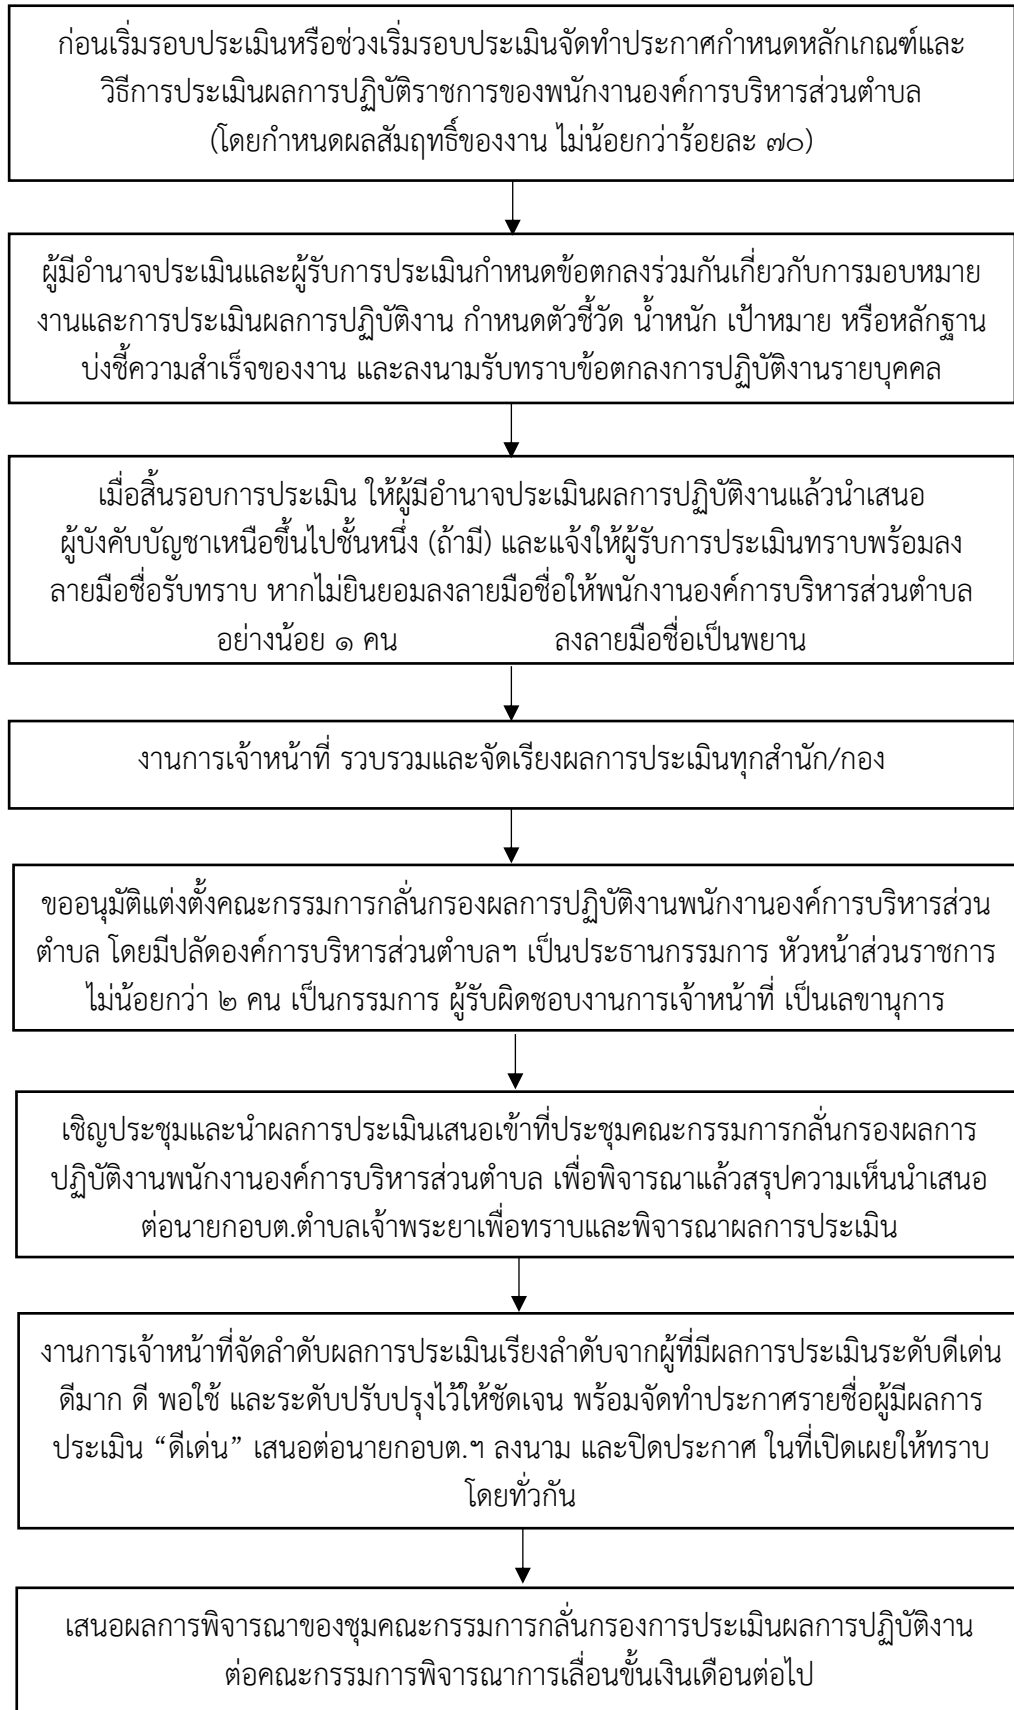 ก่อนเริ่มรอบประเมินหรือช่วงเริ่มรอบประเมินจัดทำประกาศกำหนดหลักเกณฑ์และ
วิธีการประเมินผลการปฏิบัติราชการของพนักงานองค์การบริหารส่วนตำบล
(โดยกำหนดผลสัมฤทธิ์ของงาน ไม่น้อยกว่าร้อยละ ๗๐)
ผู้มีอำนาจประเมินและผู้รับการประเมินกำหนดข้อตกลงร่วมกันเกี่ยวกับการมอบหมาย
งานและการประเมินผลการปฏิบัติงาน กำหนดตัวชี้วัด น้ำหนัก เป้าหมาย หรือหลักฐาน
บ่งชี้ความสำเร็จของงาน และลงนามรับทราบข้อตกลงการปฏิบัติงานรายบุคคล
เมื่อสิ้นรอบการประเมิน ให้ผู้มีอำนาจประเมินผลการปฏิบัติงานแล้วนำเสนอ
ผู้บังคับบัญชาเหนือขึ้นไปชั้นหนึ่ง (ถ้ามี) และแจ้งให้ผู้รับการประเมินทราบพร้อมลง
ลายมือชื่อรับทราบ หากไม่ยินยอมลงลายมือชื่อให้พนักงานองค์การบริหารส่วนตำบล
อย่างน้อย ๑ คน ลงลายมือชื่อเป็นพยาน
งานการเจ้าหน้าที่ รวบรวมและจัดเรียงผลการประเมินทุกสำนัก/กอง
ขออนุมัติแต่งตั้งคณะกรรมการกลั่นกรองผลการปฏิบัติงานพนักงานองค์การบริหารส่วน
ตำบล โดยมีปลัดองค์การบริหารส่วนตำบลฯ เป็นประธานกรรมการ หัวหน้าส่วนราชการ
ไม่น้อยกว่า ๒ คน เป็นกรรมการ ผู้รับผิดชอบงานการเจ้าหน้าที่ เป็นเลขานุการ
เชิญประชุมและนำผลการประเมินเสนอเข้าที่ประชุมคณะกรรมการกลั่นกรองผลการ
ปฏิบัติงานพนักงานองค์การบริหารส่วนตำบล เพื่อพิจารณาแล้วสรุปความเห็นนำเสนอ
ต่อนายกอบต.ตำบลเจ้าพระยาเพื่อทราบและพิจารณาผลการประเมิน
งานการเจ้าหน้าที่จัดลำดับผลการประเมินเรียงลำดับจากผู้ที่มีผลการประเมินระดับดีเด่น
ดีมาก ดี พอใช้ และระดับปรับปรุงไว้ให้ชัดเจน พร้อมจัดทำประกาศรายชื่อผู้มีผลการ
ประเมิน “ดีเด่น” เสนอต่อนายกอบต.ฯ ลงนาม และปิดประกาศ ในที่เปิดเผยให้ทราบ
โดยทั่วกัน
เสนอผลการพิจารณาของชุมคณะกรรมการกลั่นกรองการประเมินผลการปฏิบัติงาน
ต่อคณะกรรมการพิจารณาการเลื่อนขั้นเงินเดือนต่อไป